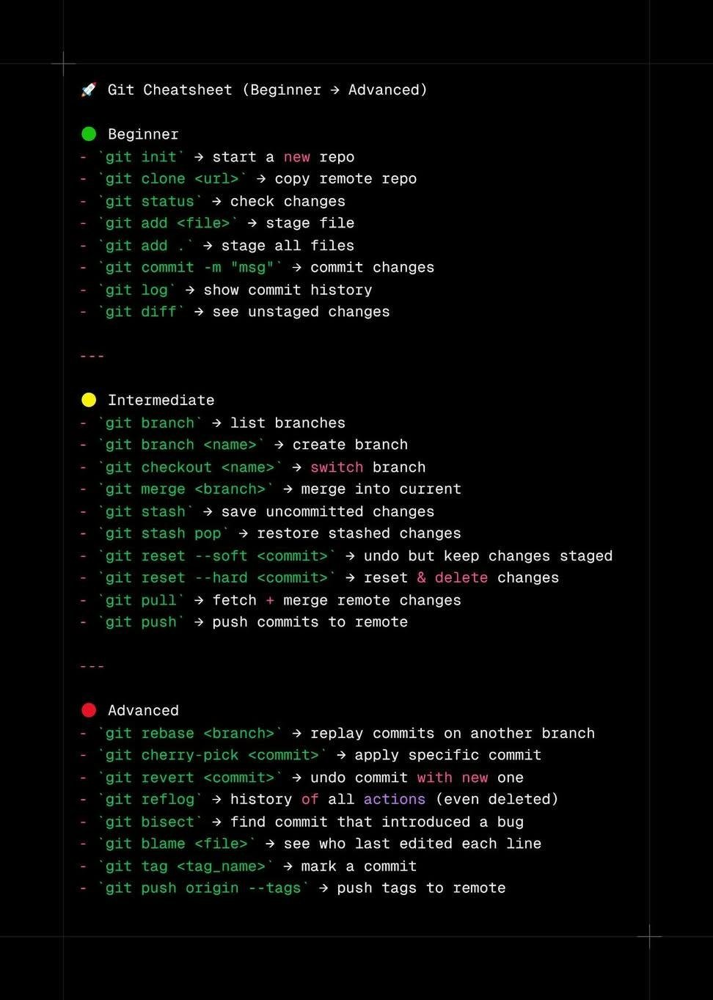 🚀 Git Cheatsheet (Beginner → Advanced)
🟢 Beginner
- `git init` → start a new repo
- `git clone <url>` → copy remote repo
- `git status` → check changes
- `git add <file>` → stage file
- `git add .` → stage all files
- `git commit -m "msg"` → commit changes
- `git log` → show commit history
- `git diff` → see unstaged changes
---
🟡 Intermediate
- `git branch` → list branches
- `git branch <name>` → create branch
- `git checkout <name>` → switch branch
- `git merge <branch>` → merge into current
- `git stash` → save uncommitted changes
- `git stash pop` → restore stashed changes
- `git reset --soft <commit>` → undo but keep changes staged
- `git reset --hard <commit>` → reset & delete changes
- `git pull` → fetch + merge remote changes
- `git push` → push commits to remote
---
🔴 Advanced
- `git rebase <branch>` → replay commits on another branch
- `git cherry-pick <commit>` → apply specific commit
- `git revert <commit>` → undo commit with new one
- `git reflog` → history of all actions (even deleted)
- `git bisect` → find commit that introduced a bug
- `git blame <file>` → see who last edited each line
- `git tag <tag_name>` → mark a commit
- `git push origin --tags` → push tags to remote